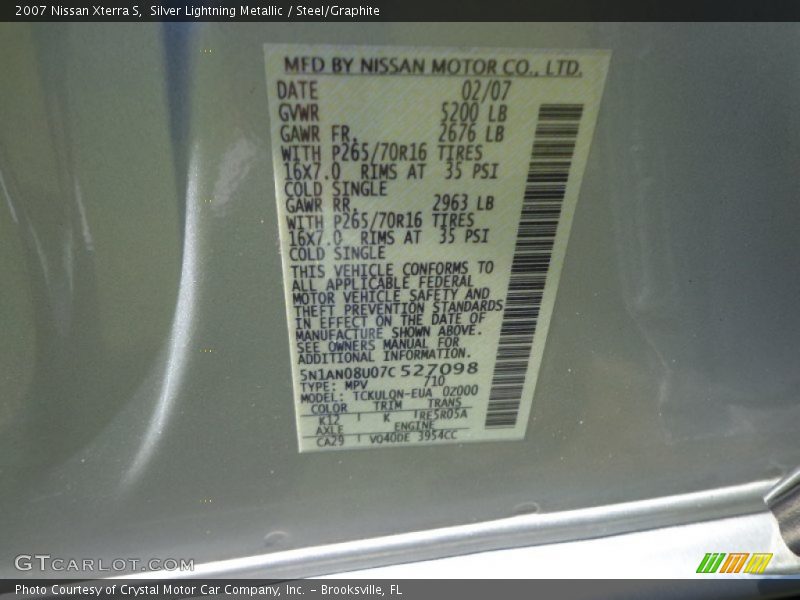 2007 Nissan Xterra S,  Silver Lightning Metallic / Steel/Graphite
MFD BY NISSAN MOTOR CO., LTD.
DATE 02/07
GVWR 5200 LB
GAWR FR. 2676 LB
WITH P265/70R16 TIRES
16X7.0 RIMS AT 35 PSI
COLD SINGLE
GAWR RR. 2963 LB
WITH P265/70R16 TIRES
16X7.0 RIMS AT 35 PSI
COLD SINGLE
THIS VEHICLE CONFORMS TO
ALL APPLICABLE FEDERAL
MOTOR VEHICLE SAFETY AND
THEFT PREVENTION STANDARDS
IN EFFECT ON THE DATE OF
MANUFACTURE SHOWN ABOVE.
SEE OWNERS MANUAL FOR
ADDITIONAL INFORMATION.
5N1AN08U07C527098
TYPE: MPV /10
MODEL: TCKULQN-EUA 0Z000
COLOR TRIM TRANS
K12 K RE5R05A
AXLE ENGINE
CA29 VQ40DE 3954CC
GTCARLOT.COM
Photo Courtesy of Crystal Motor Car Company, Inc. – Brooksville, FL